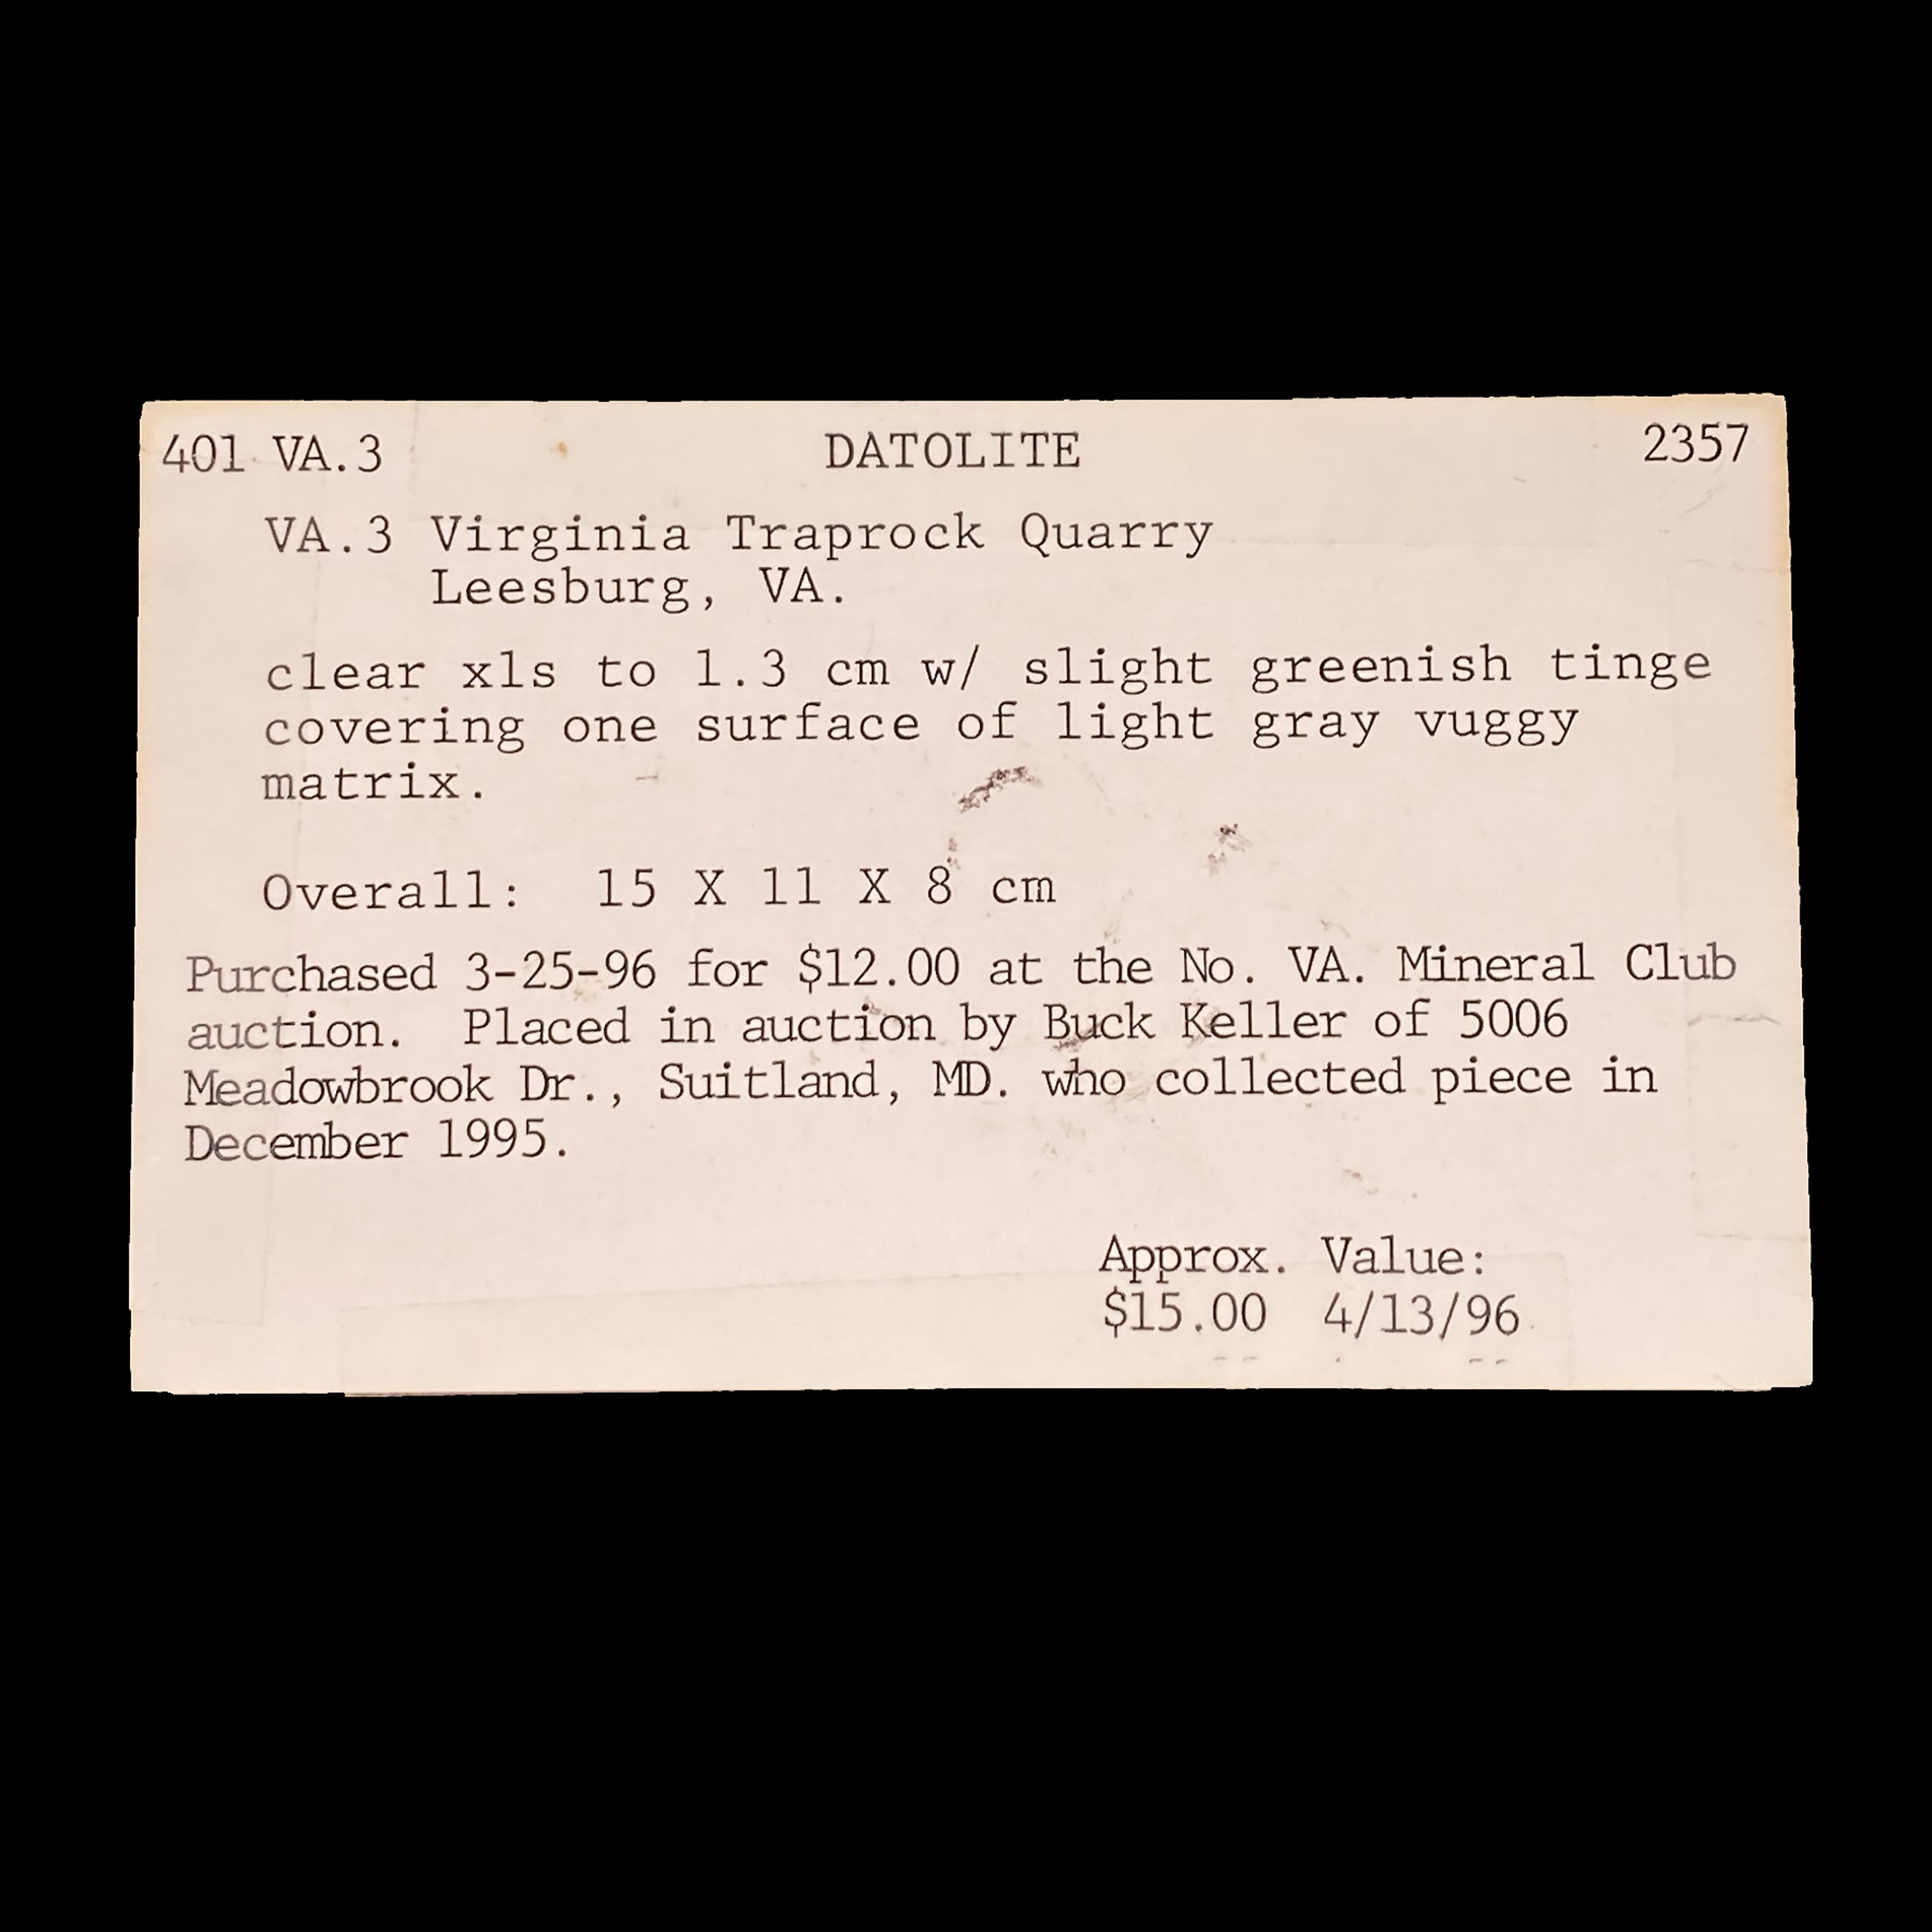 401 VA.3 DATOLITE 2357
VA.3 Virginia Traprock Quarry
Leesburg, VA.
clear xls to 1.3 cm w/ slight greenish tinge
covering one surface of light gray vuggy
matrix.
Overall: 15 X 11 X 8 cm
Purchased 3-25-96 for $12.00 at the No. VA. Mineral Club
auction. Placed in auction by Buck Keller of 5006
Meadowbrook Dr., Suitland, MD. who collected piece in
December 1995.
Approx. Value:
$15.00 4/13/96